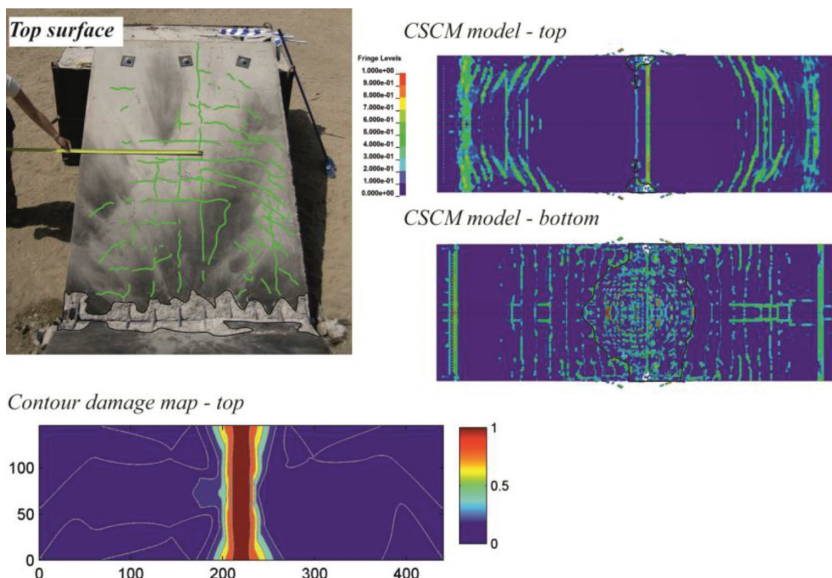 Top surface
CSCM model - top
Fringe Levels
1.000e+00
9.000e-01
8.000e-01
7.000e-01
6.000e-01
5.000e-01
4.000e-01
3.000e-01
2.000e-01
1.000e-01
0.000e+00
CSCM model - bottom
Contour damage map - top
100
50
0
0
100
200
300
400
1
0.5
0